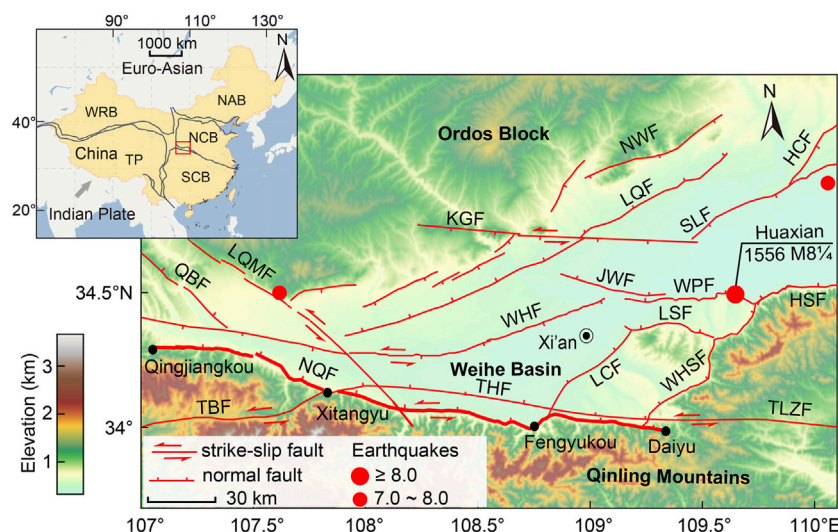 90°
110°
130°
1000 km
Euro-Asian
N
NAB
WRB
40°
NCB
China
TP
SCB
20°
Indian Plate
N
Ordos Block
NWF
HCF
LQF
KGF
SLF
LQMF
QBF
Huaxian
1556 M8¼
34.5°N
JWF
WPF
HSF
WHF
LSF
Xi'an
Qingjiangkou
NQF
Weihe Basin
LCF
WHSF
THF
TBF
Xitangyu
TLZF
34°
Fengyukou
Daiyu
Elevation (km)
3
2
1
strike-slip fault
normal fault
30 km
Earthquakes
≥ 8.0
7.0 ~ 8.0
Qinling Mountains
107°
107.5°
108°
108.5°
109°
109.5°
110°E